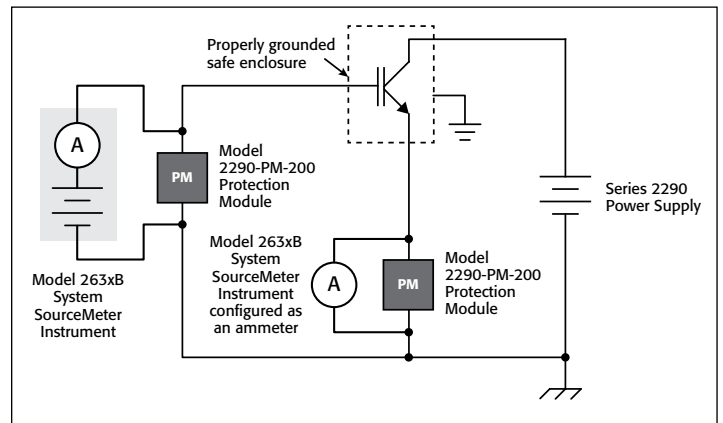 Properly grounded
safe enclosure
A
Model
2290-PM-200
Protection
Module
PM
Model 263xB
System
SourceMeter
Instrument
Model 263xB
System
SourceMeter
Instrument
configured as
an ammeter
A
PM
Model
2290-PM-200
Protection
Module
Series 2290
Power Supply